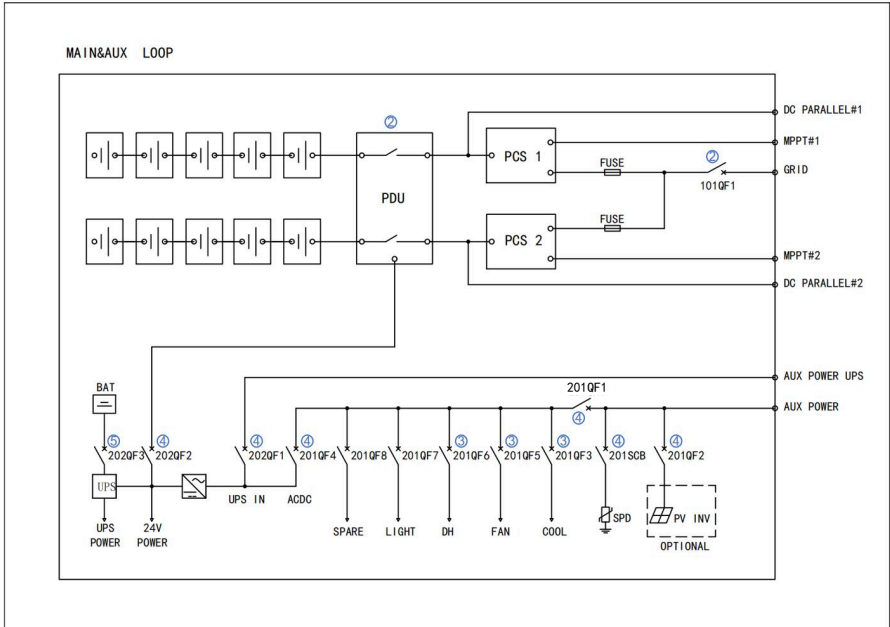 MAIN&AUX LOOP
DC PARALLEL#1
②
MPPT#1
PCS 1
FUSE
②
GRID
101QF1
PDU
FUSE
PCS 2
MPPT#2
DC PARALLEL#2
AUX POWER UPS
BAT
201QF1
AUX POWER
④
⑤ ④ ④ ④ ③ ③ ③ ④ ④
202QF3 202QF2 202QF1 201QF4 201QF8 201QF7 201QF6 201QF5 201QF3 201SCB 201QF2
UPS
UPS IN ACDC
SPD
PV INV
UPS POWER
24V POWER
SPARE LIGHT DH FAN COOL
OPTIONAL